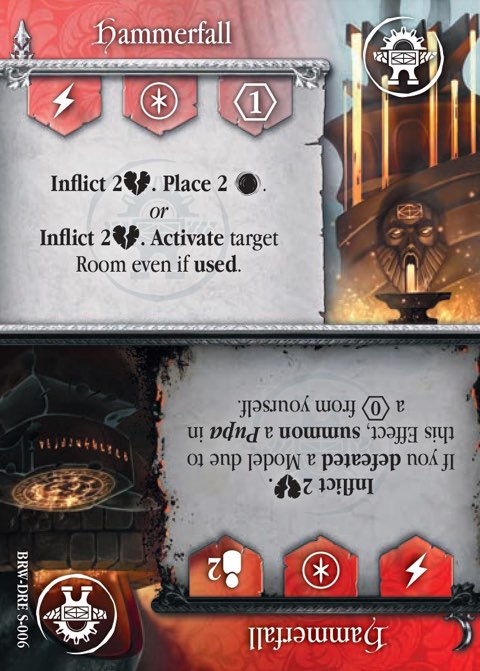 Hammerfall
1
Inflict 2. Place 2.
or
Inflict 2. Activate target
Room even if used.
Hammerfall
2
Inflict 2.
If you defeated a Model due to
this Effect, summon a Pupa in
a 0 from yourself.
BRW-DRE S-006